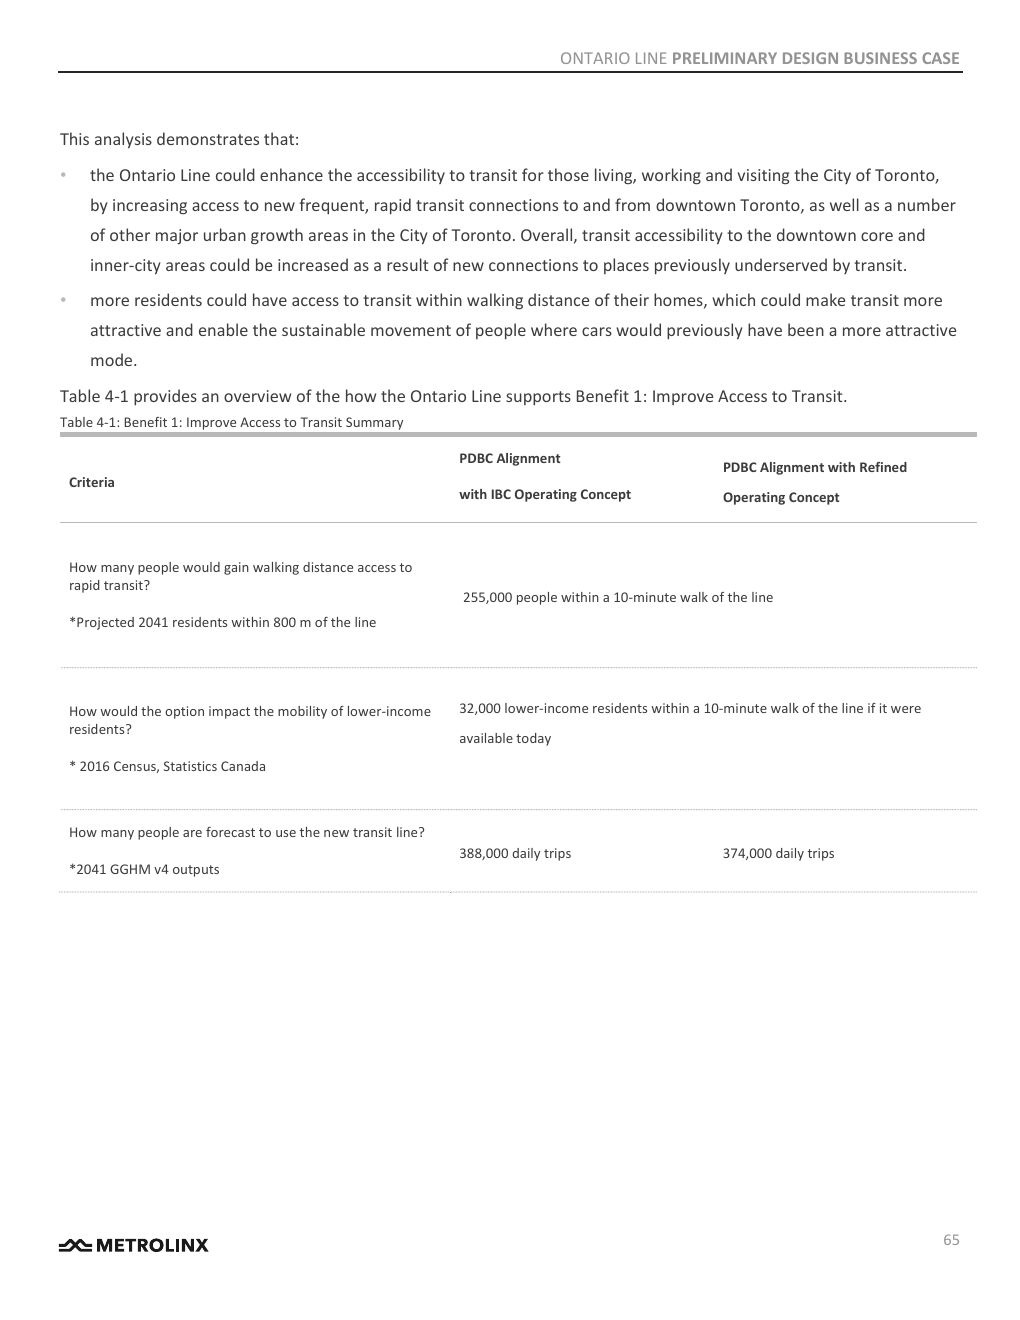 ONTARIO LINE PRELIMINARY DESIGN BUSINESS CASE
This analysis demonstrates that:
• the Ontario Line could enhance the accessibility to transit for those living, working and visiting the City of Toronto,
by increasing access to new frequent, rapid transit connections to and from downtown Toronto, as well as a number
of other major urban growth areas in the City of Toronto. Overall, transit accessibility to the downtown core and
inner-city areas could be increased as a result of new connections to places previously underserved by transit.
• more residents could have access to transit within walking distance of their homes, which could make transit more
attractive and enable the sustainable movement of people where cars would previously have been a more attractive
mode.
Table 4-1 provides an overview of the how the Ontario Line supports Benefit 1: Improve Access to Transit.
Table 4-1: Benefit 1: Improve Access to Transit Summary
Criteria
PDBC Alignment
with IBC Operating Concept
PDBC Alignment with Refined
Operating Concept
How many people would gain walking distance access to
rapid transit?
*Projected 2041 residents within 800 m of the line
255,000 people within a 10-minute walk of the line
How would the option impact the mobility of lower-income
residents?
* 2016 Census, Statistics Canada
32,000 lower-income residents within a 10-minute walk of the line if it were
available today
How many people are forecast to use the new transit line?
*2041 GGHM v4 outputs
388,000 daily trips
374,000 daily trips
METROLINX
65